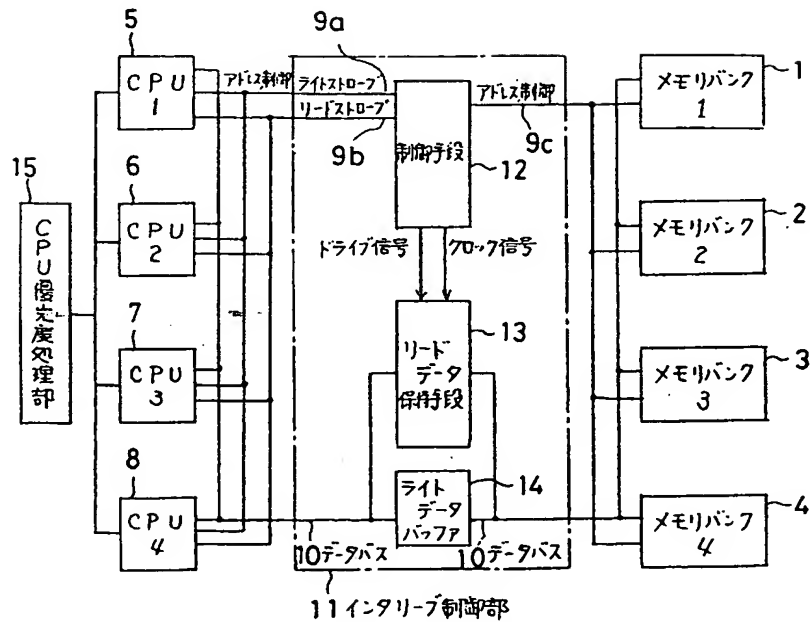 5
CPU
1
6
CPU
2
7
CPU
3
8
CPU
4
15
CPU優先度処理部
アドレス制御
9a
ライトストローブ
リードストローブ
9b
制御手段
12
アドレス制御
9c
ドライブ信号
クロック信号
13
リード
データ
保持手段
14
ライト
データ
バッファ
10データバス
10データバス
11インタリーブ制御部
メモリバンク
1
1
メモリバンク
2
2
メモリバンク
3
3
メモリバンク
4
4